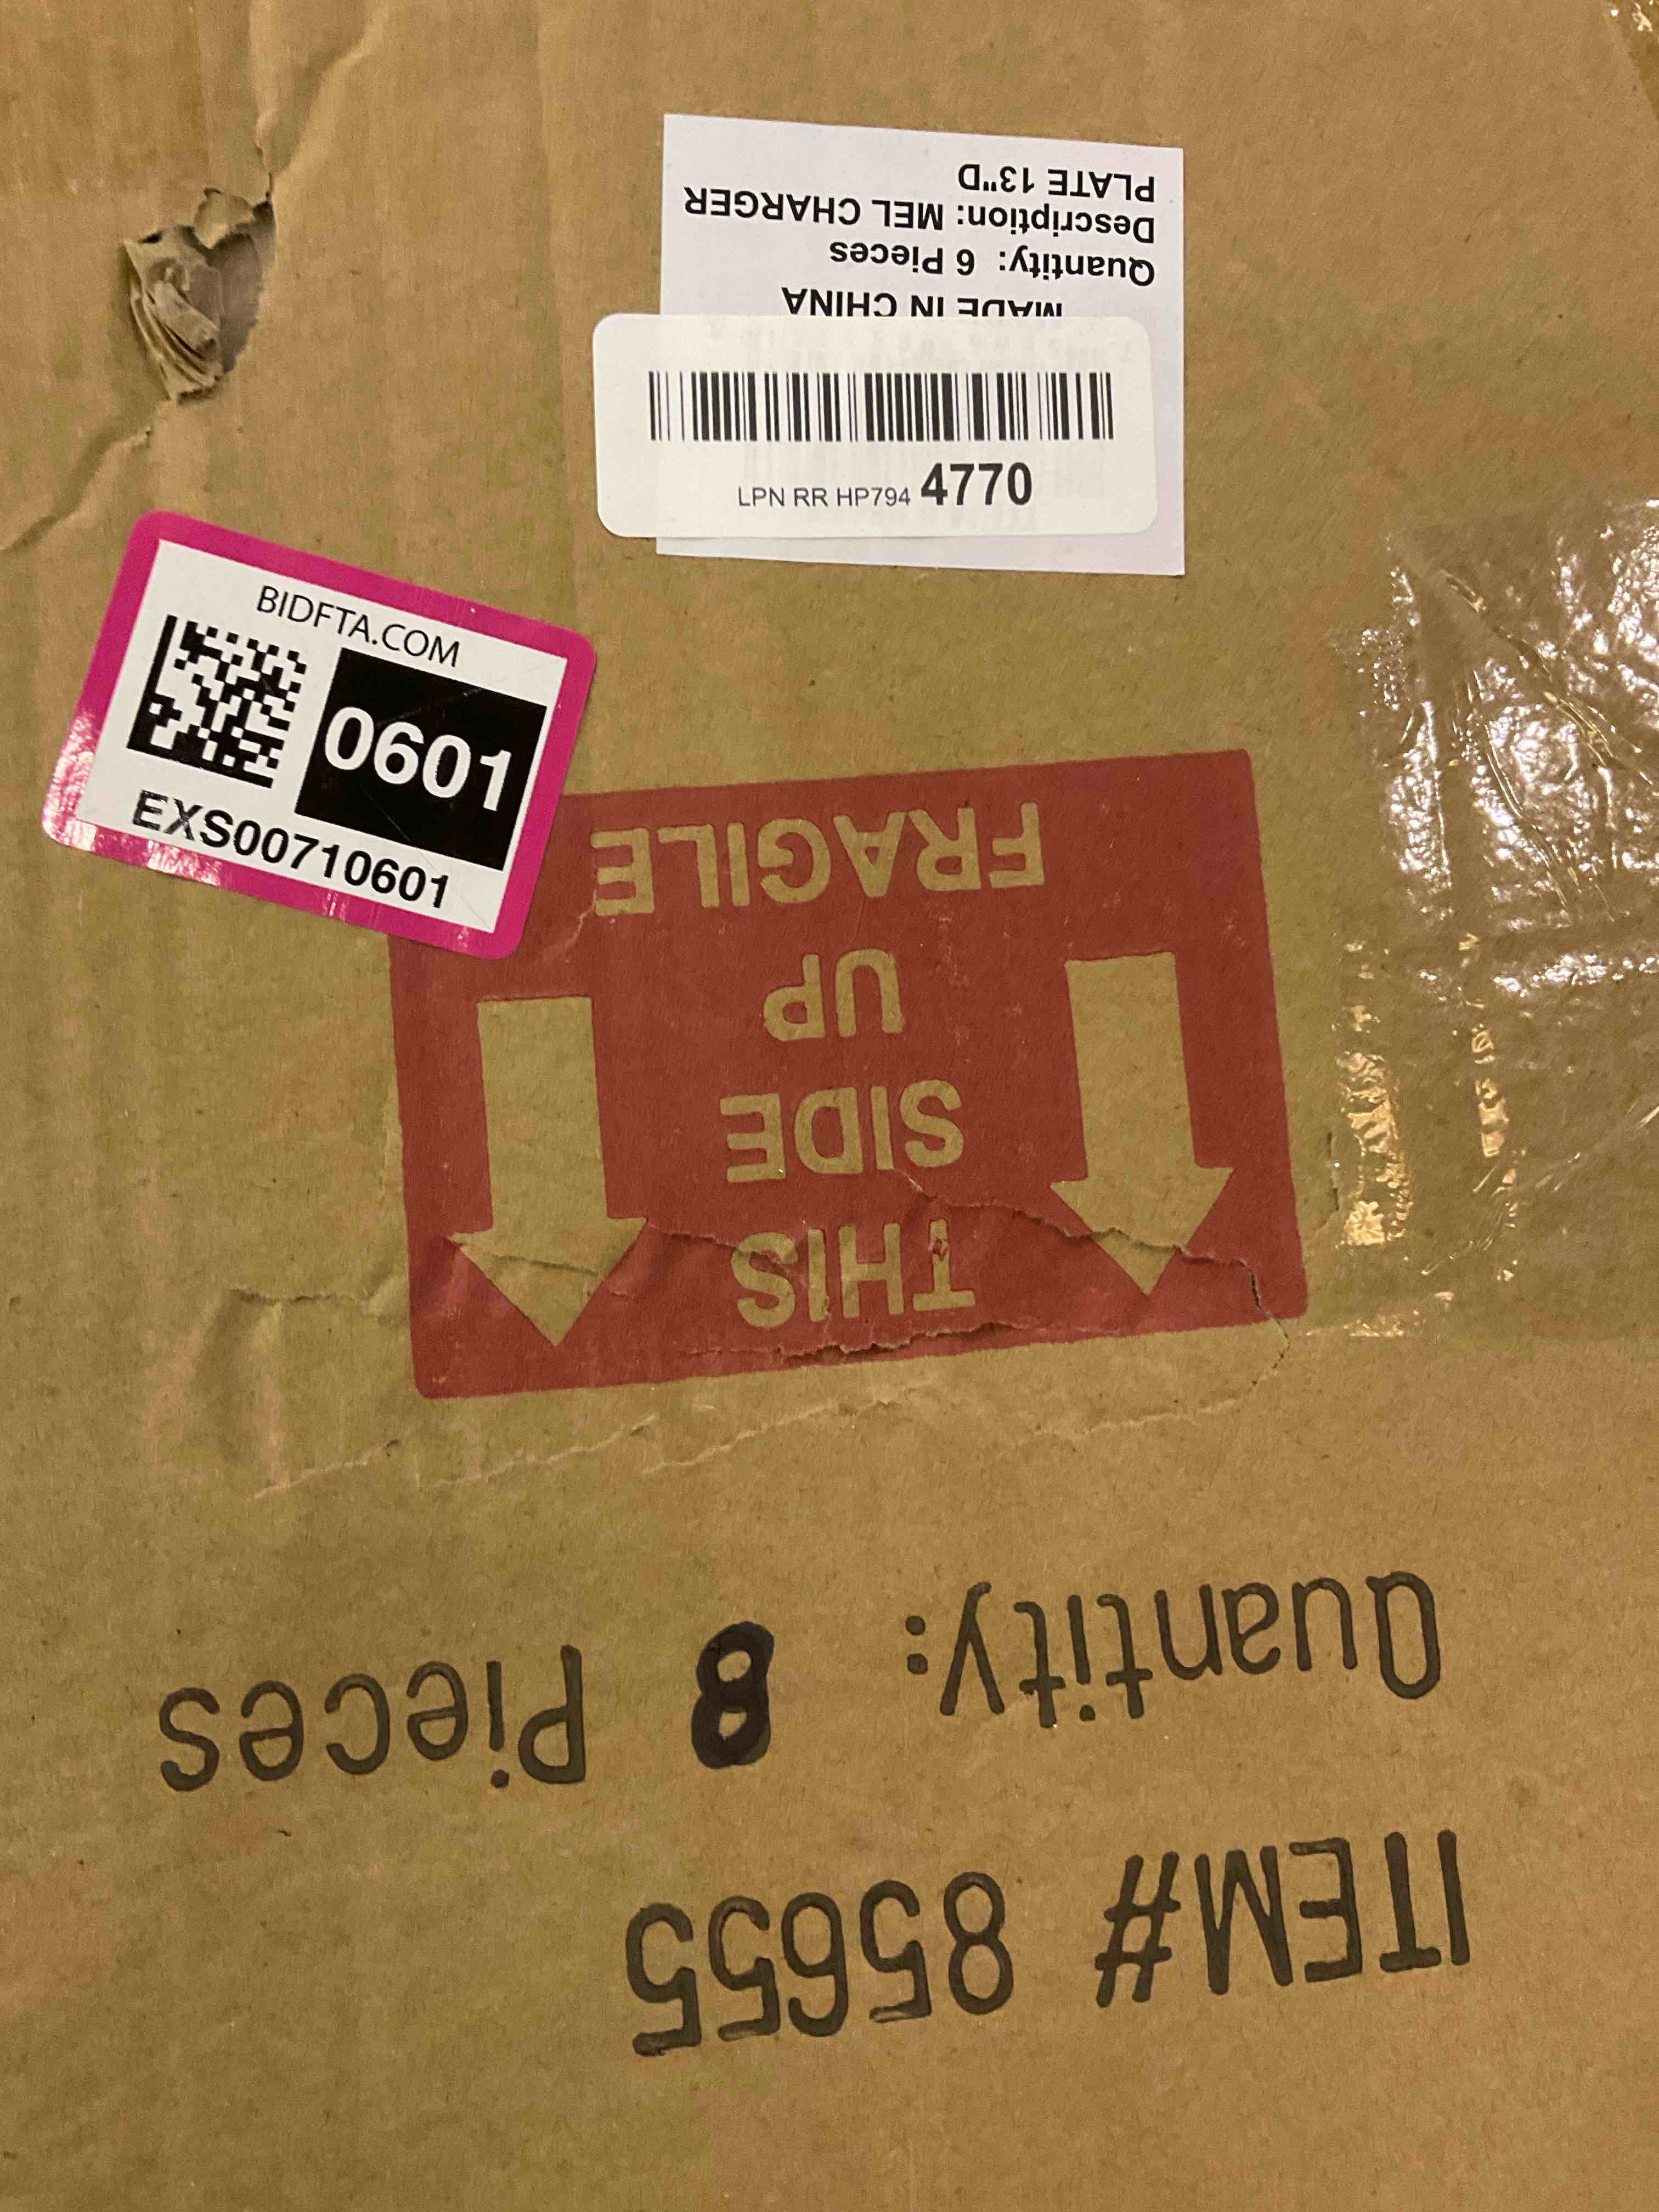 PLATE 13"D
Description: MEL CHARGER
Quantity: 6 Pieces
MADE IN CHINA
LPN RR HP794 4770
BIDFTA.COM
0601
EXS00710601
THIS
SIDE
UP
FRAGILE
ITEM# 85655
Quantity: 8 Pieces